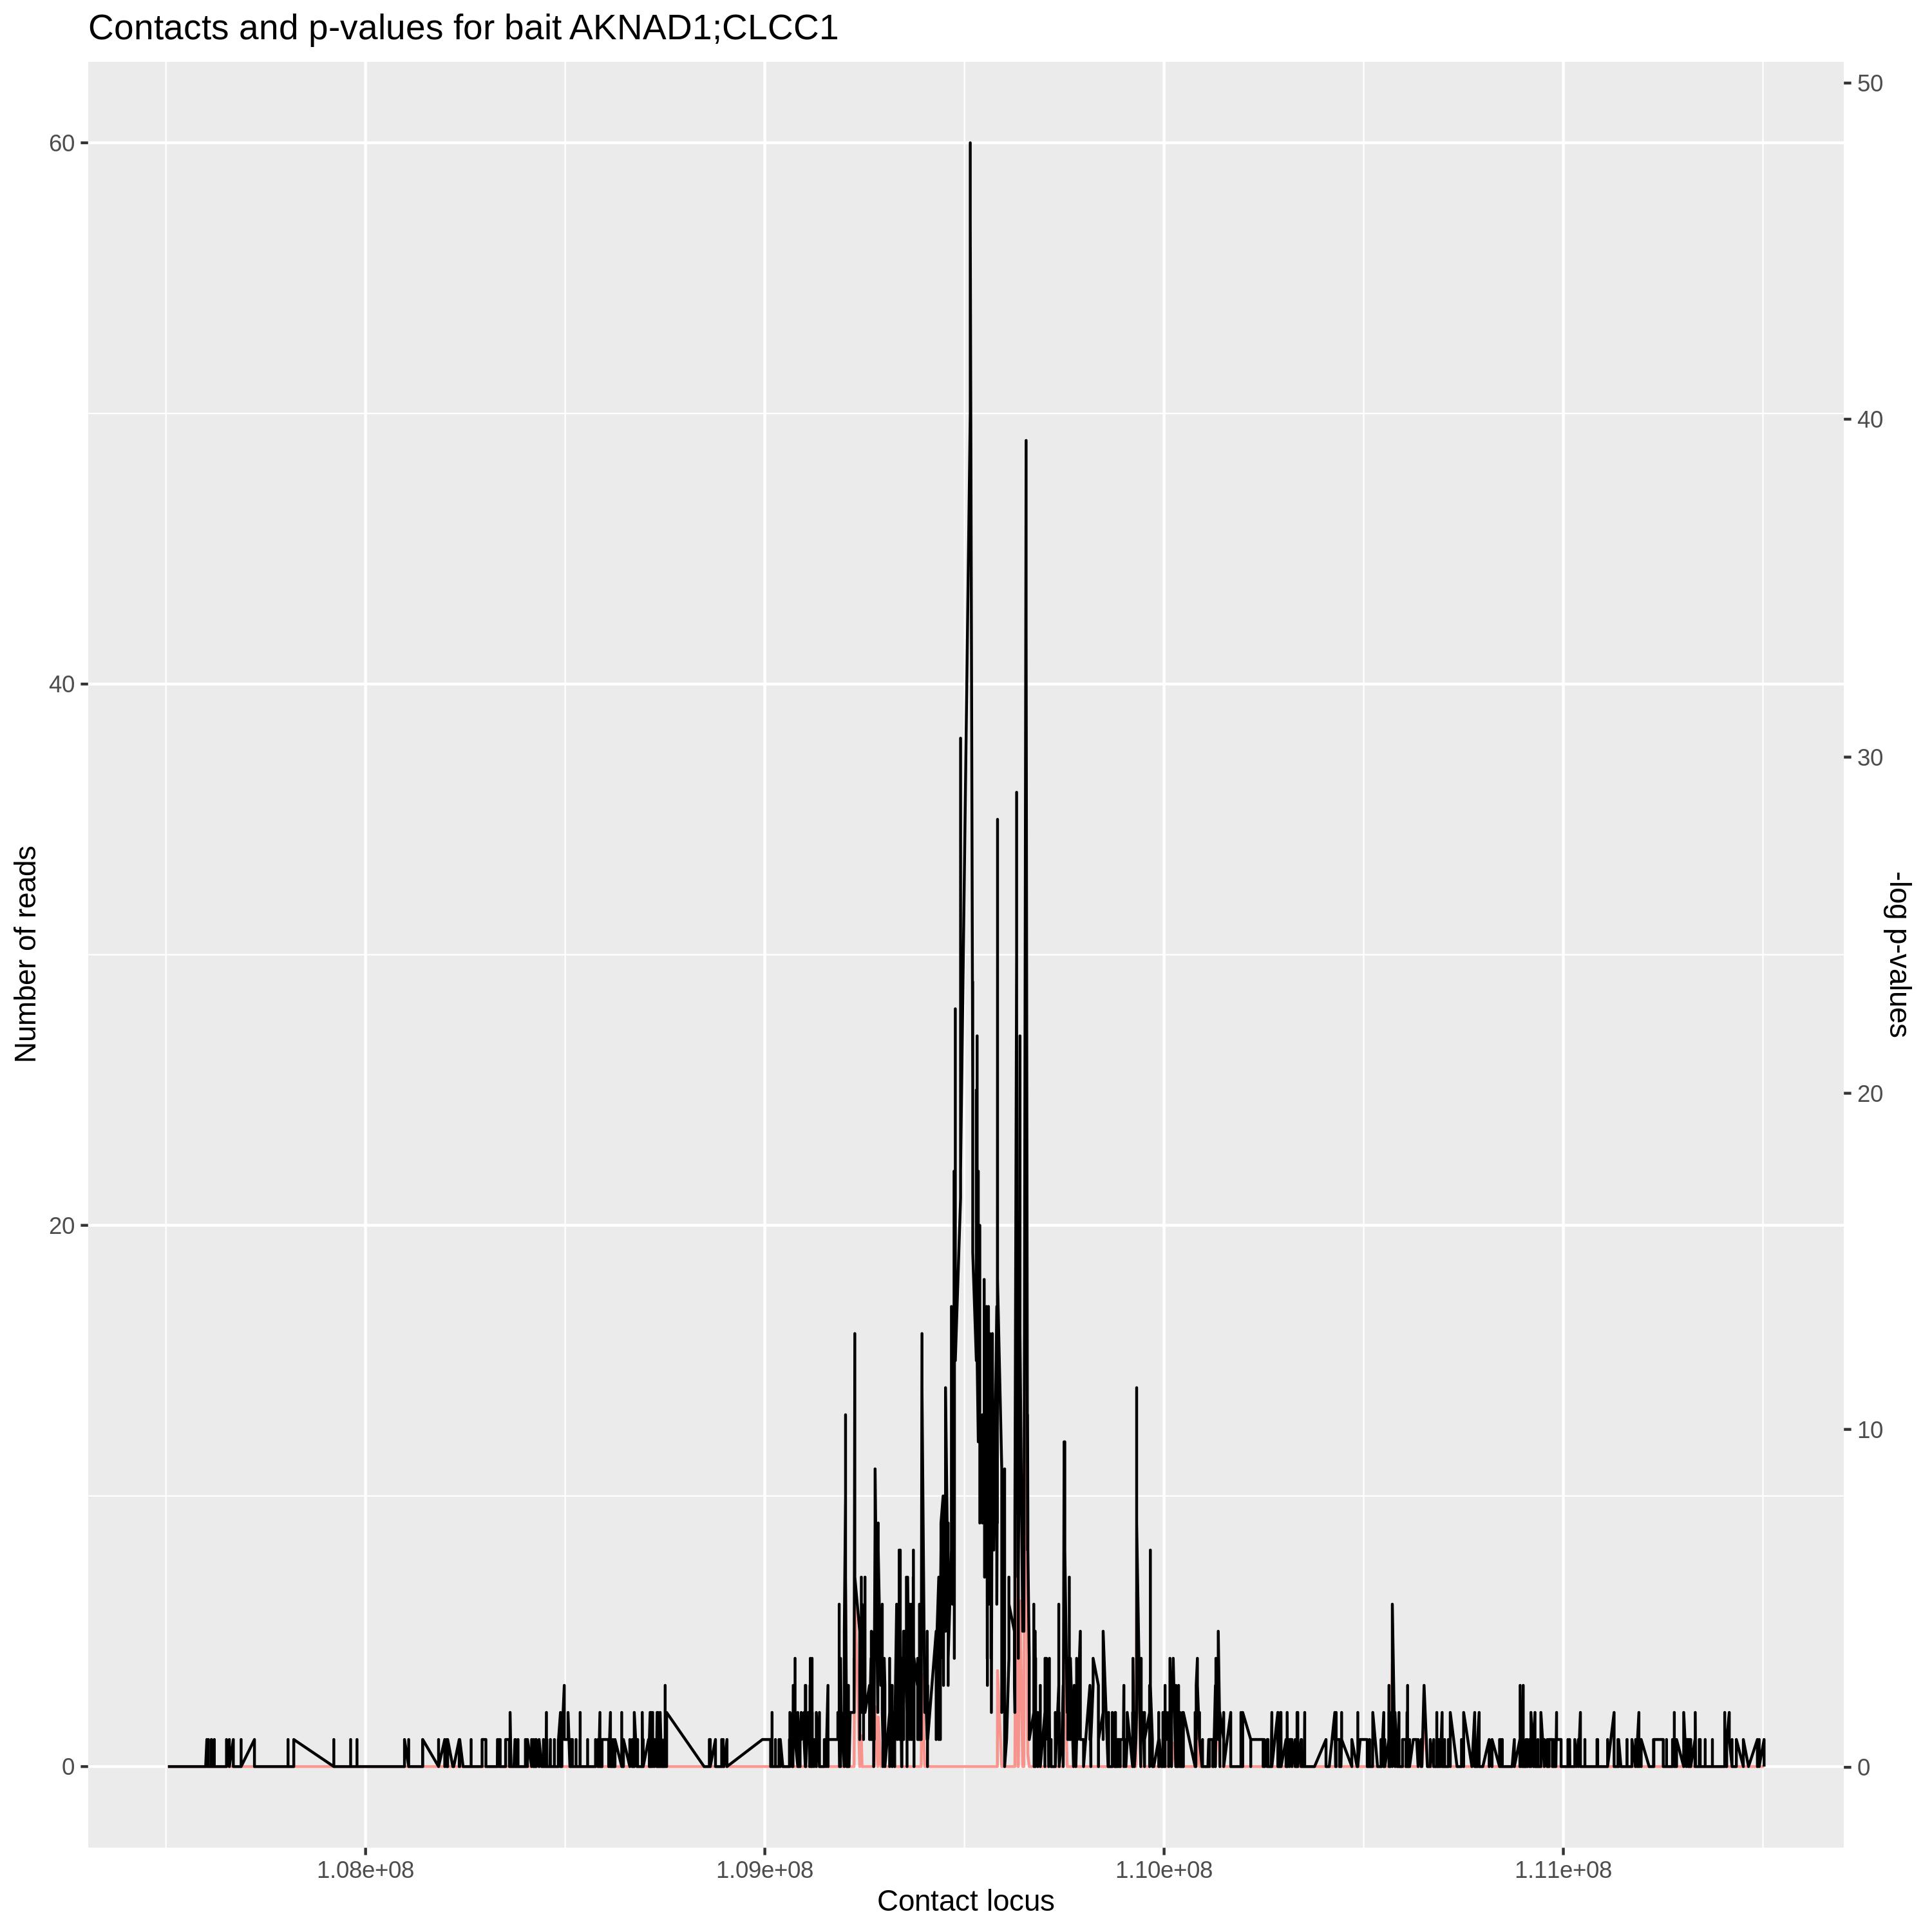 Contacts and p-values for bait AKNAD1;CLCC1
60
40
20
0
Number of reads
50
40
30
20
10
0
-log p-values
1.08e+08
1.09e+08
1.10e+08
1.11e+08
Contact locus